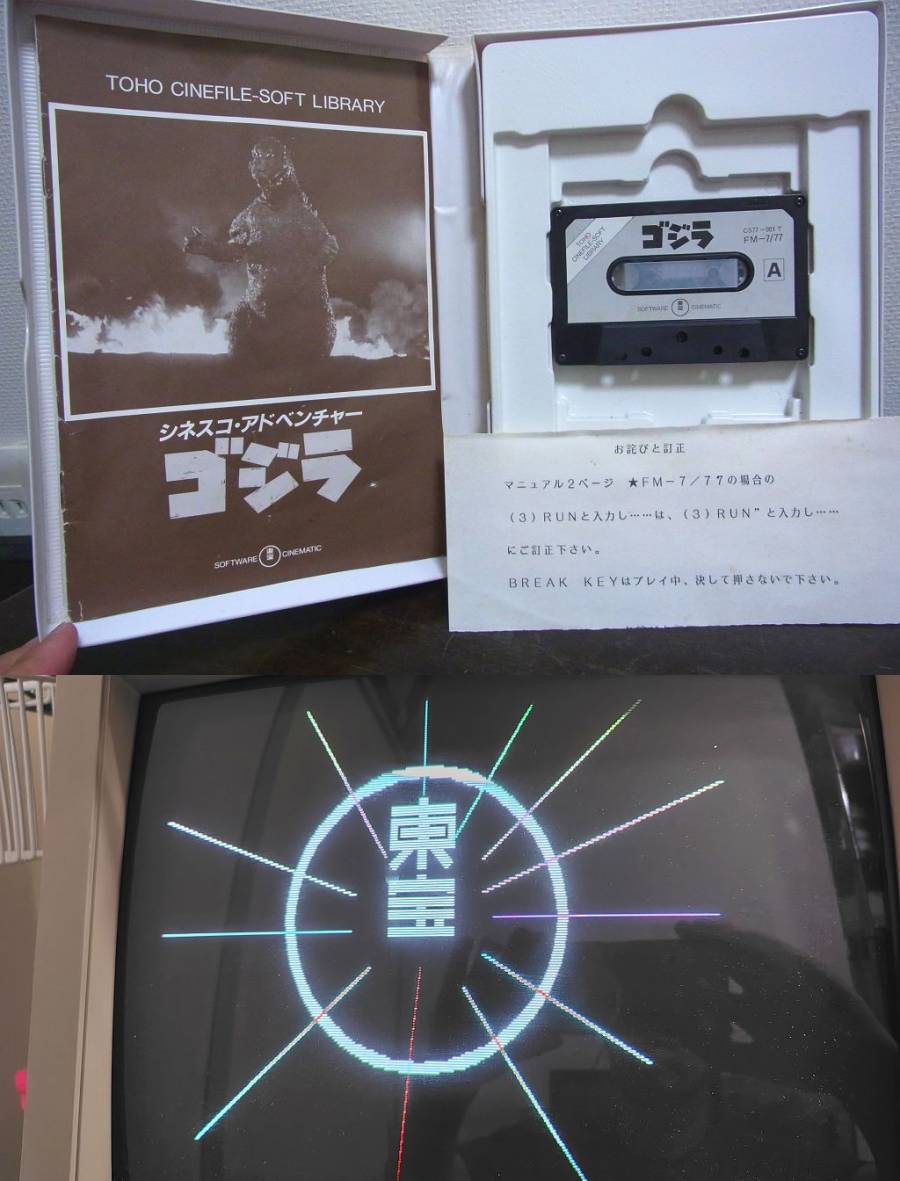 TOHO CINEFILE-SOFT LIBRARY
シネスコ・アドベンチャー
ゴジラ
SOFTWARE 東宝 CINEMATIC
TOHO
CINEFILE-SOFT
LIBRARY
ゴジラ
FM-7/77
A
SOFTWARE 東宝 CINEMATIC
お詫びと訂正
マニュアル2ページ ★FM-7/77の場合の
(3)RUNと入力し……は、(3)RUN"と入力し……
にご訂正下さい。
BREAK KEYはプレイ中、決して押さないで下さい。
東宝